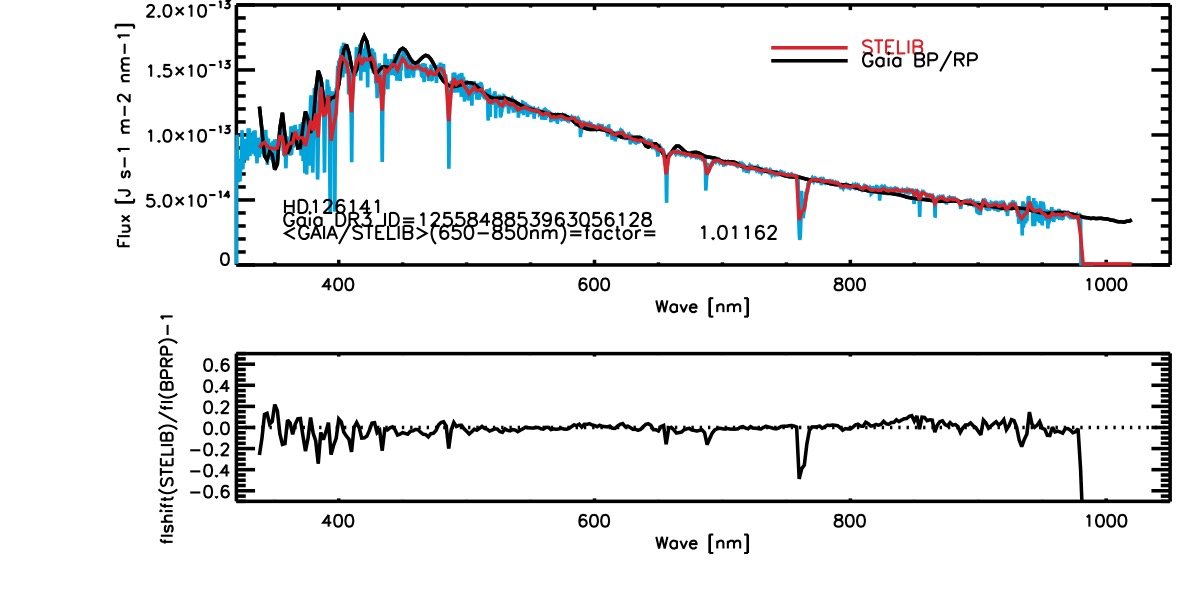 2.0×10−13
1.5×10−13
1.0×10−13
5.0×10−14
0
Flux [J s−1 m−2 nm−1]
STELIB
Gaia BP/RP
HD126141
Gaia DR3 ID=1255848853963056128
<GAIA/STELIB>(650−850nm)=factor= 1.01162
400 600 800 1000
Wave [nm]
0.6
0.4
0.2
0.0
−0.2
−0.4
−0.6
flshift(STELIB)/fl(BPRP)−1
400 600 800 1000
Wave [nm]